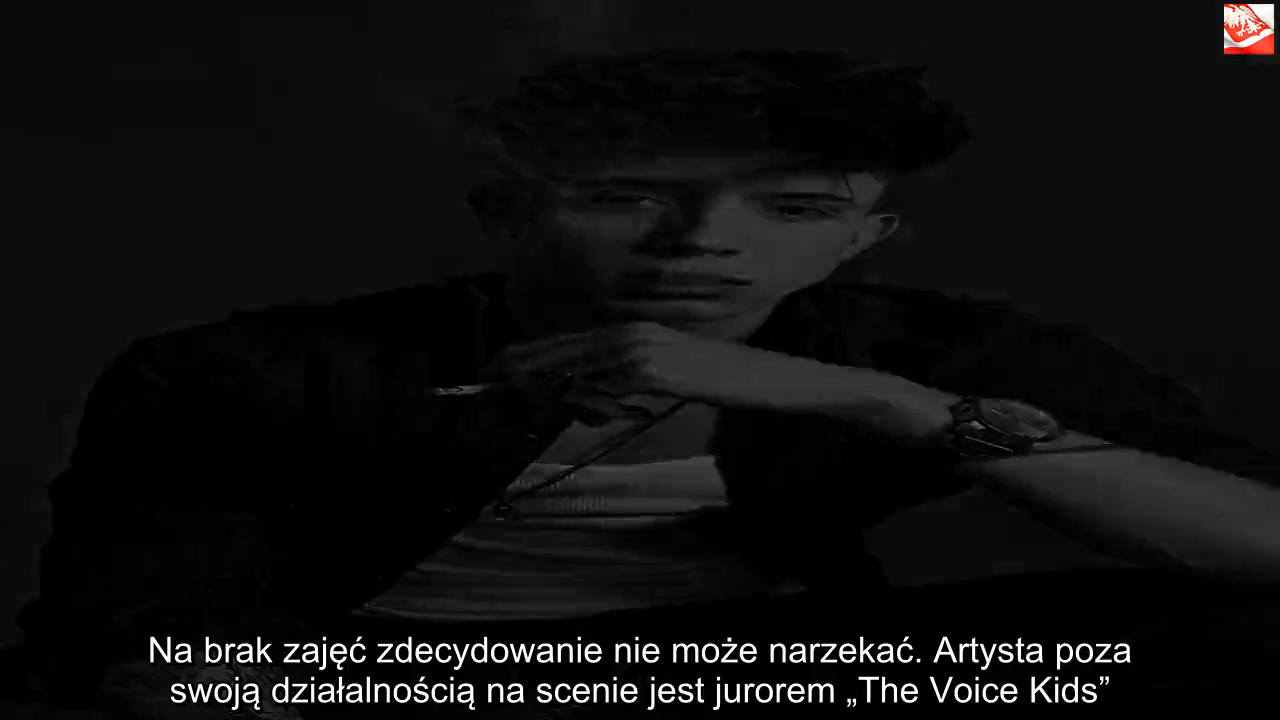 Na brak zajęć zdecydowanie nie może narzekać. Artysta poza
swoją działalnością na scenie jest jurorem „The Voice Kids”